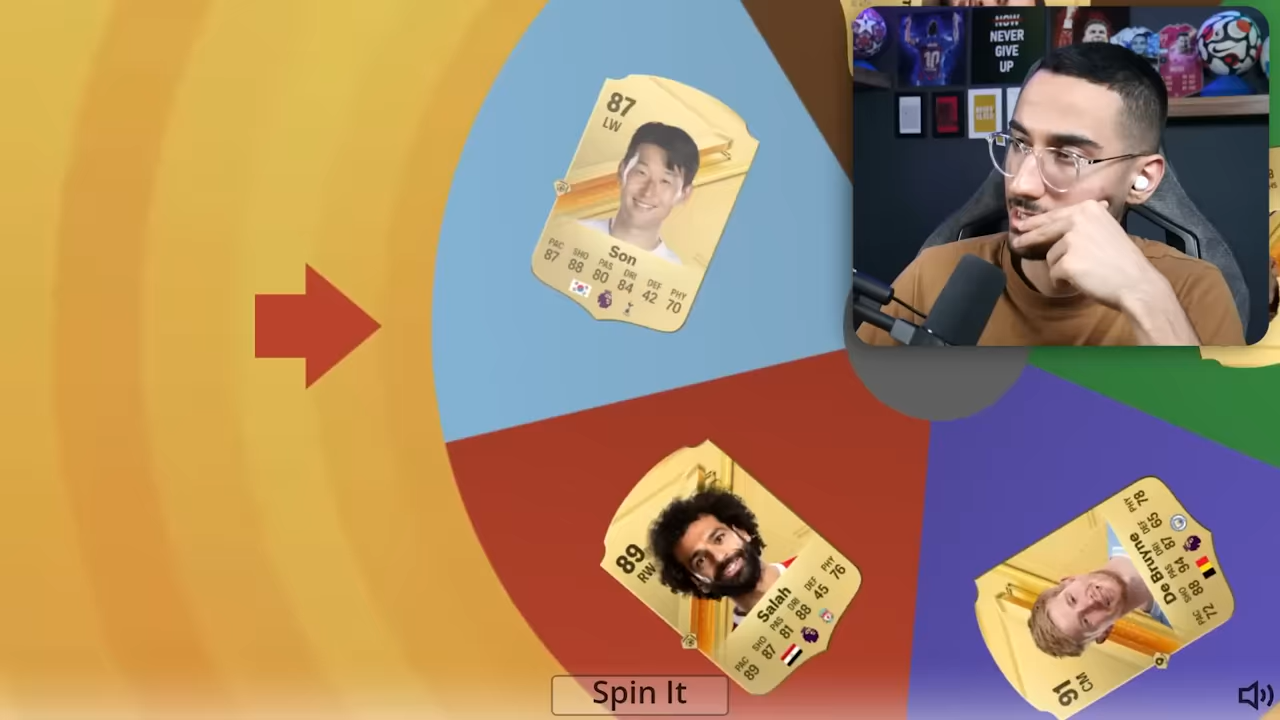 NOW
NEVER
GIVE
UP
10
87
LW
Son
PAC SHO PAS DRI DEF PHY
87 88 80 84 42 70
89
RW
Salah
PAC SHO PAS DRI DEF PHY
89 87 81 88 45 76
91
CM
De Bruyne
PAC SHO PAS DRI DEF PHY
72 88 94 87 65 78
Spin It